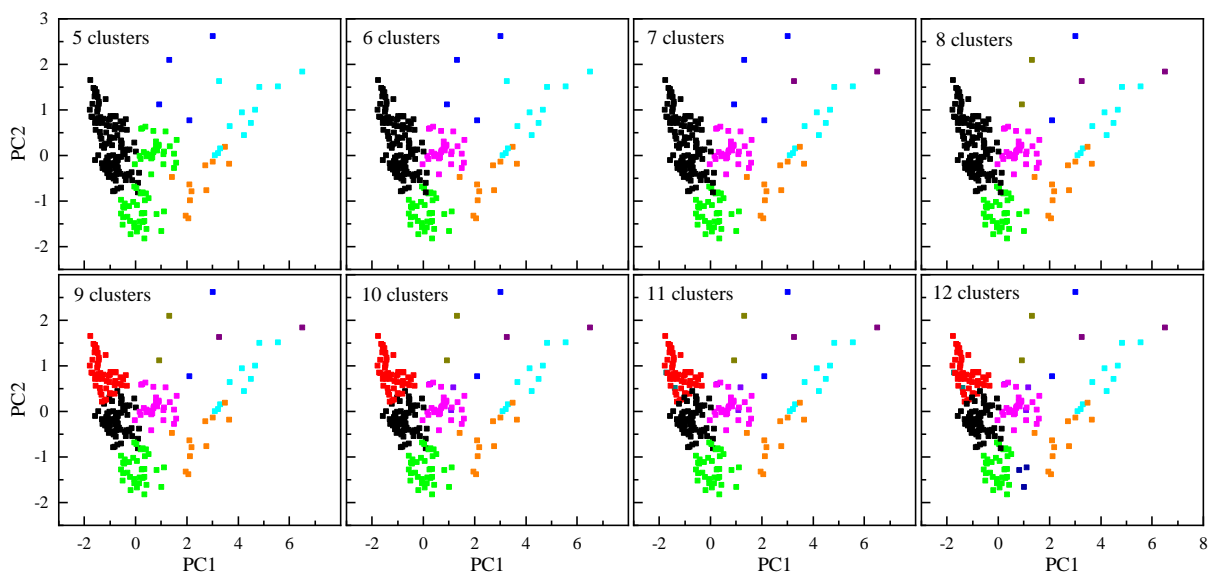 3
5 clusters
6 clusters
7 clusters
8 clusters
2
1
PC2
0
-1
-2
9 clusters
10 clusters
11 clusters
12 clusters
2
1
PC2
0
-1
-2
-2 0 2 4 6 -2 0 2 4 6 -2 0 2 4 6 -2 0 2 4 6 8
PC1 PC1 PC1 PC1